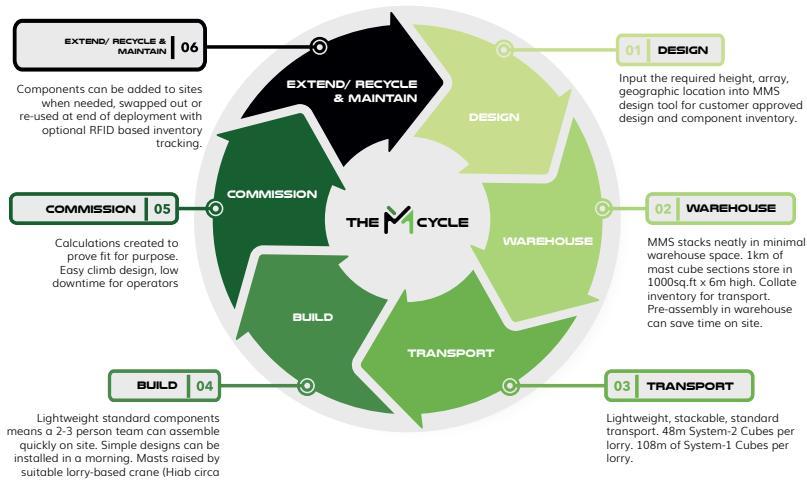 EXTEND/ RECYCLE &
MAINTAIN
06
Components can be added to sites
when needed, swapped out or
re-used at end of deployment with
optional RFID based inventory
tracking.
01 DESIGN
Input the required height, array,
geographic location into MMS
design tool for customer approved
design and component inventory.
EXTEND/ RECYCLE
& MAINTAIN
DESIGN
COMMISSION
WAREHOUSE
BUILD
TRANSPORT
THE M CYCLE
COMMISSION 05
Calculations created to
prove fit for purpose.
Easy climb design, low
downtime for operators
02 WAREHOUSE
MMS stacks neatly in minimal
warehouse space. 1km of
mast cube sections store in
1000sq.ft x 6m high. Collate
inventory for transport.
Pre-assembly in warehouse
can save time on site.
BUILD 04
Lightweight standard components
means a 2-3 person team can assemble
quickly on site. Simple designs can be
installed in a morning. Masts raised by
suitable lorry-based crane (Hiab circa
03 TRANSPORT
Lightweight, stackable, standard
transport. 48m System-2 Cubes per
lorry. 108m of System-1 Cubes per
lorry.